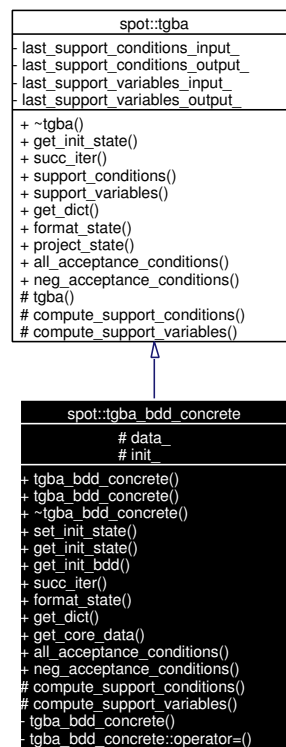 spot::tgba
- last_support_conditions_input_
- last_support_conditions_output_
- last_support_variables_input_
- last_support_variables_output_
+ ~tgba()
+ get_init_state()
+ succ_iter()
+ support_conditions()
+ support_variables()
+ get_dict()
+ format_state()
+ project_state()
+ all_acceptance_conditions()
+ neg_acceptance_conditions()
# tgba()
# compute_support_conditions()
# compute_support_variables()
spot::tgba_bdd_concrete
# data_
# init_
+ tgba_bdd_concrete()
+ tgba_bdd_concrete()
+ ~tgba_bdd_concrete()
+ set_init_state()
+ get_init_state()
+ get_init_bdd()
+ succ_iter()
+ format_state()
+ get_dict()
+ get_core_data()
+ all_acceptance_conditions()
+ neg_acceptance_conditions()
# compute_support_conditions()
# compute_support_variables()
- tgba_bdd_concrete()
- tgba_bdd_concrete::operator=()